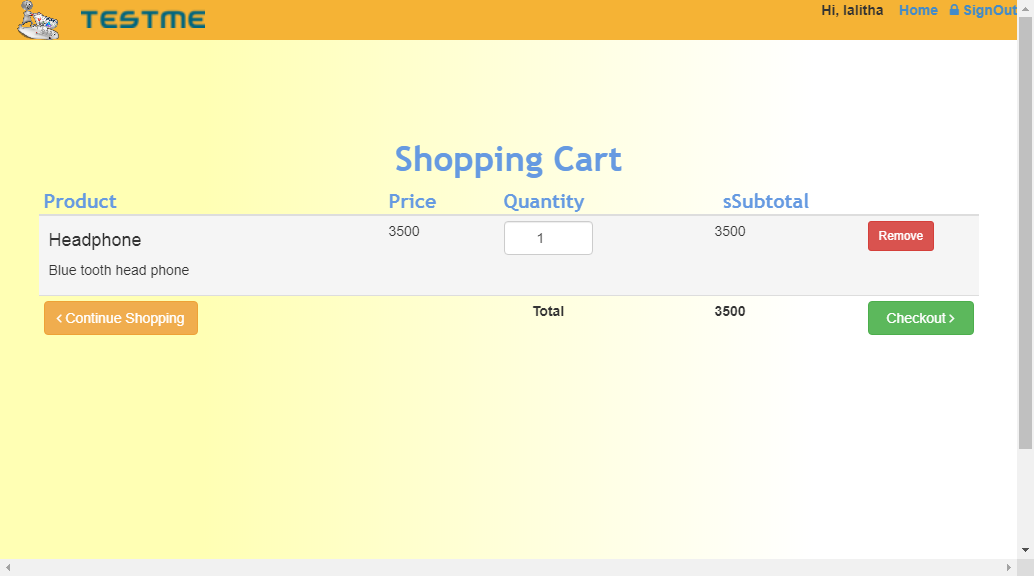 TESTME
Hi, lalitha Home SignOut
Shopping Cart
Product Price Quantity sSubtotal
Headphone 3500 1 3500 Remove
Blue tooth head phone
Continue Shopping Total 3500 Checkout